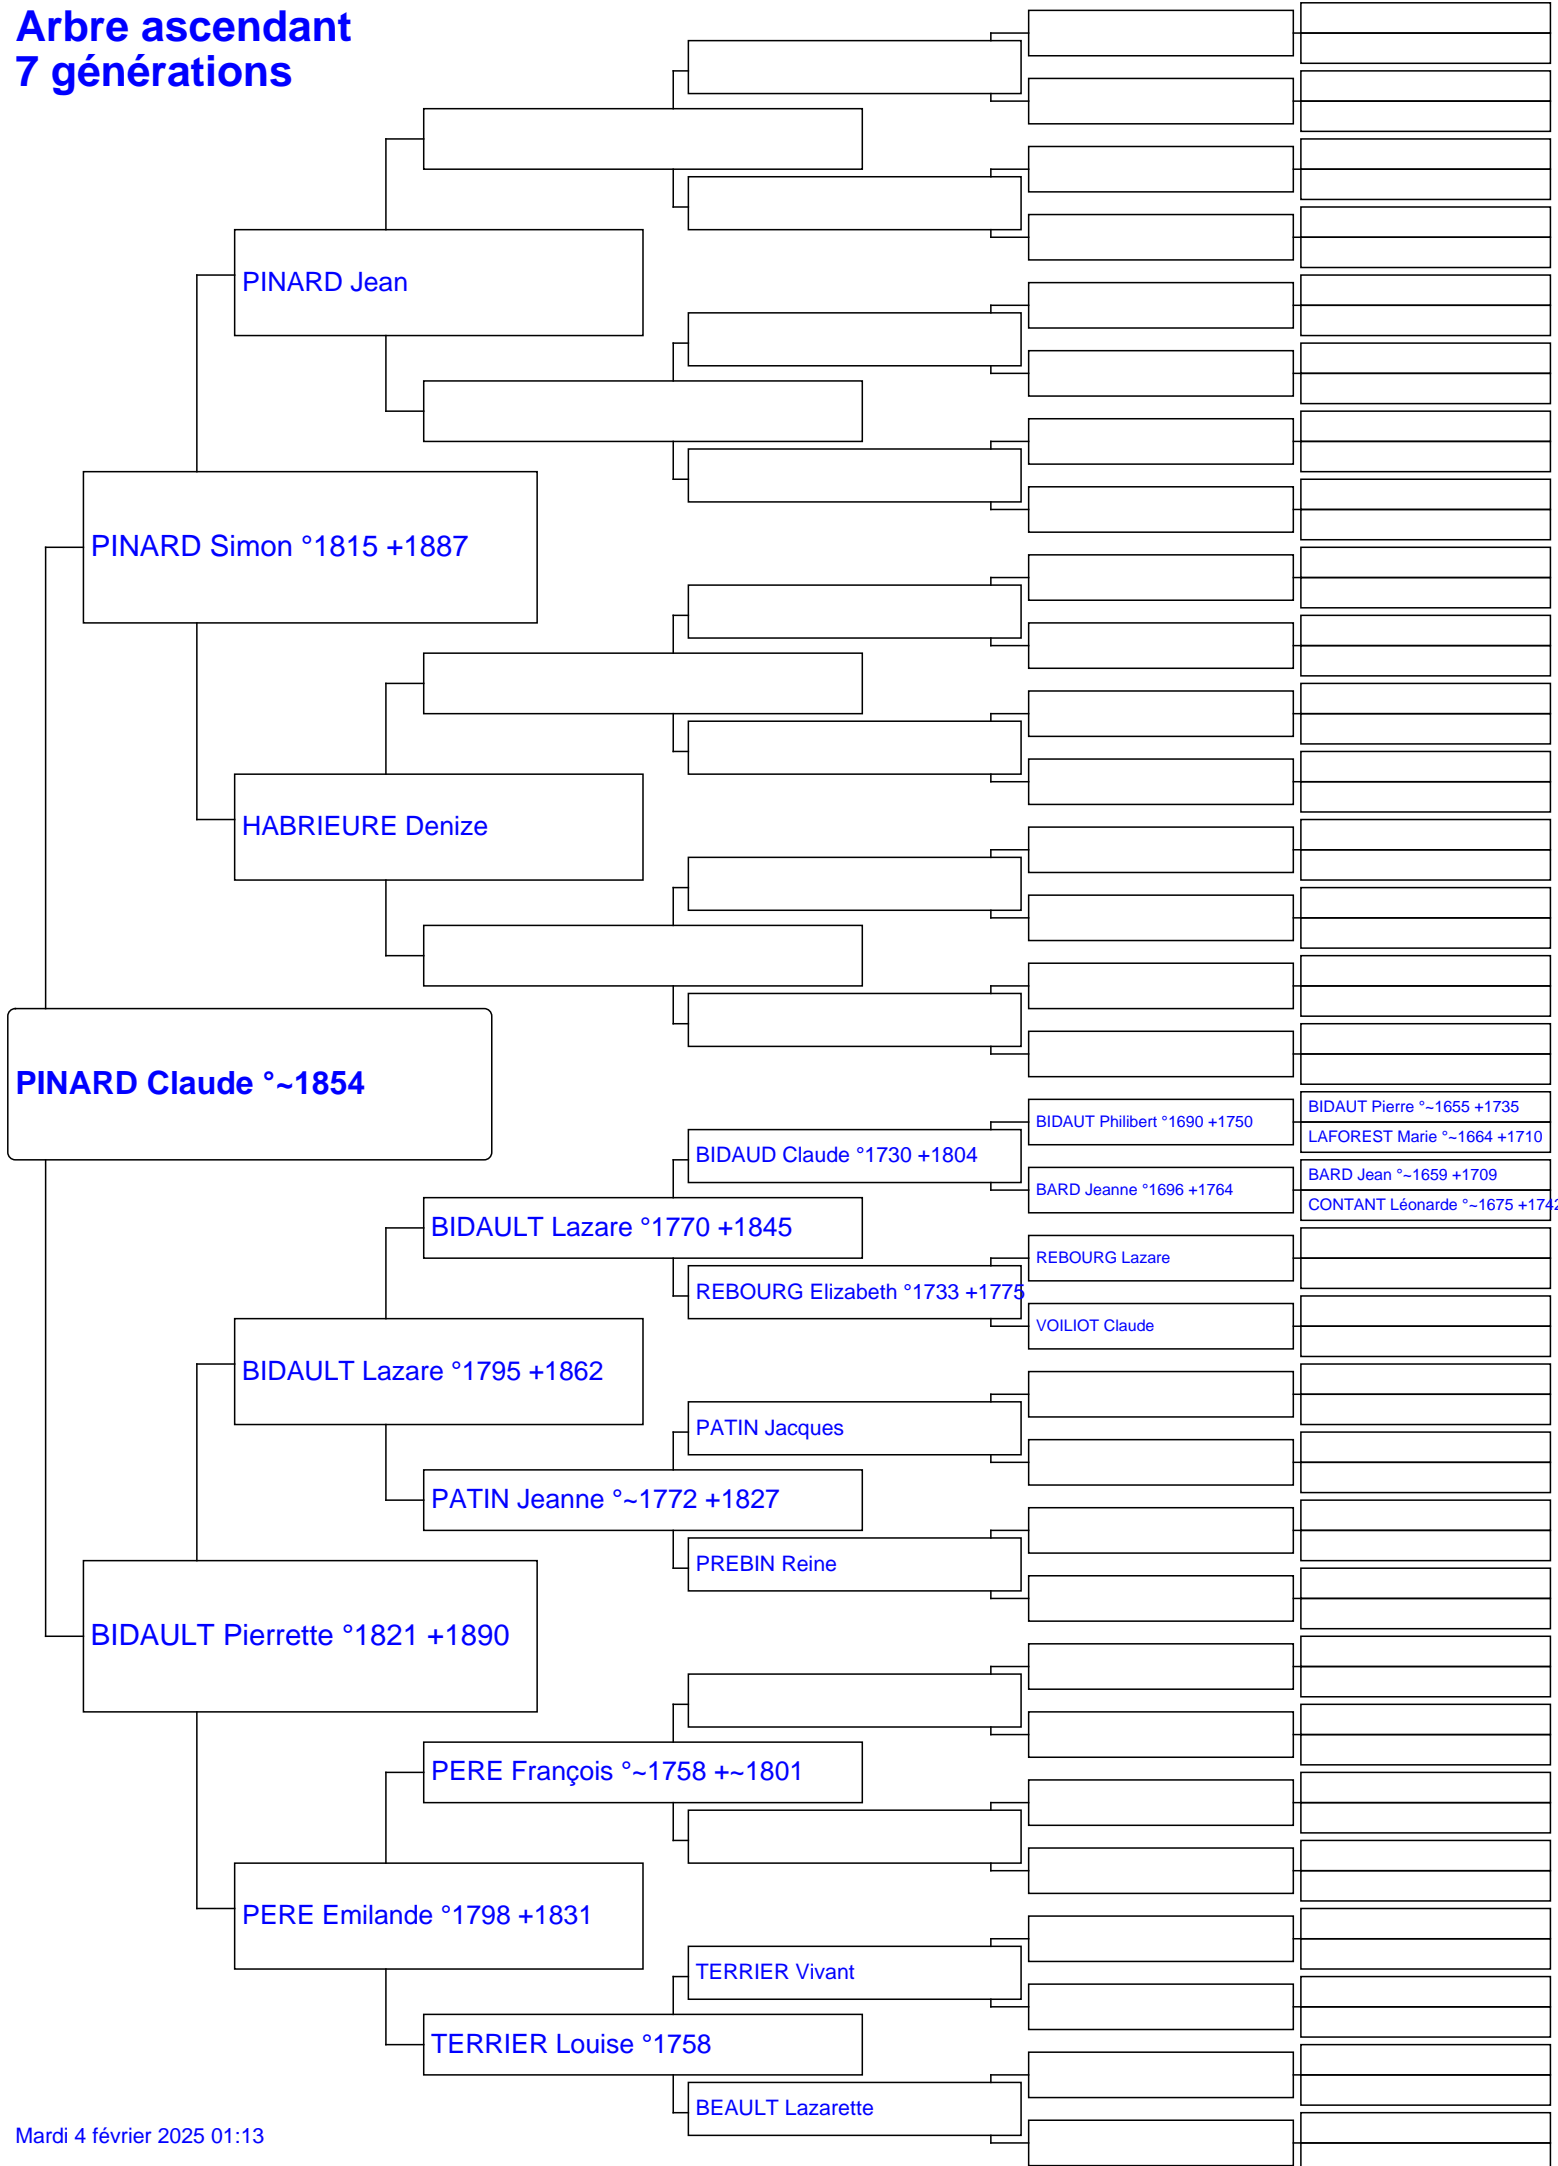 Arbre ascendant
7 générations
PINARD Jean
PINARD Simon °1815 +1887
HABRIEURE Denize
PINARD Claude °~1854
BIDAUT Philibert °1690 +1750
BIDAUT Pierre °~1655 +1735
LAFOREST Marie °~1664 +1710
BIDAUD Claude °1730 +1804
BARD Jeanne °1696 +1764
BARD Jean °~1659 +1709
CONTANT Léonarde °~1675 +1742
BIDAULT Lazare °1770 +1845
REBOURG Lazare
REBOURG Elizabeth °1733 +1775
VOILIOT Claude
BIDAULT Lazare °1795 +1862
PATIN Jacques
PATIN Jeanne °~1772 +1827
PREBIN Reine
BIDAULT Pierrette °1821 +1890
PERE François °~1758 +~1801
PERE Emilande °1798 +1831
TERRIER Vivant
TERRIER Louise °1758
BEAULT Lazarette
Mardi 4 février 2025 01:13